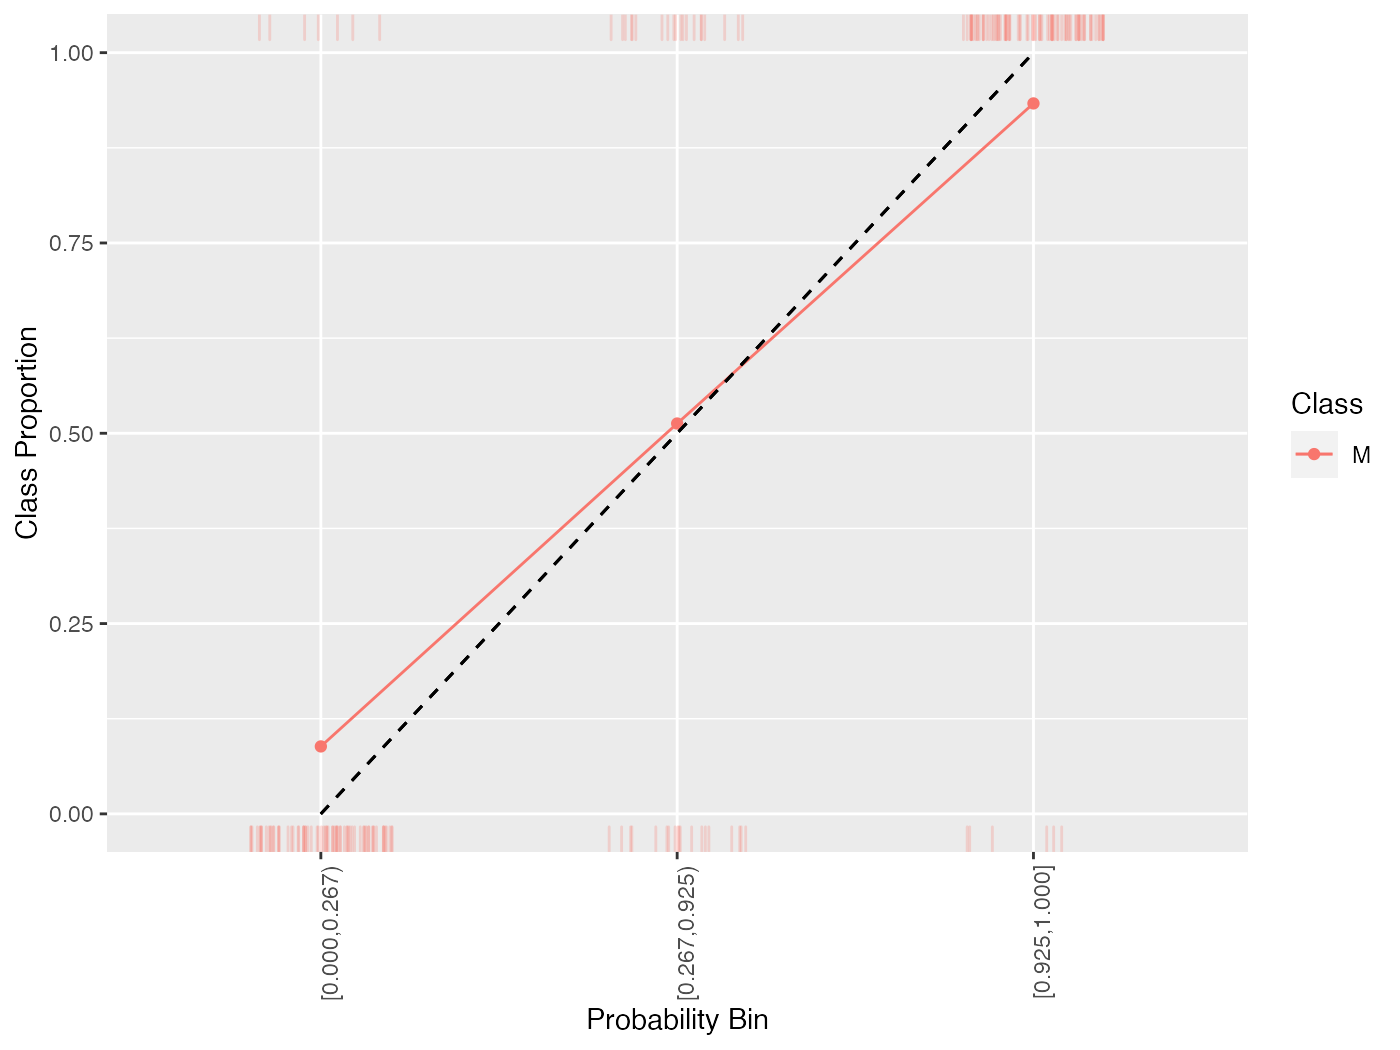 1.00
0.75
0.50
0.25
0.00
Class Proportion
[0.000,0.267)
[0.267,0.925)
[0.925,1.000]
Probability Bin
Class
M